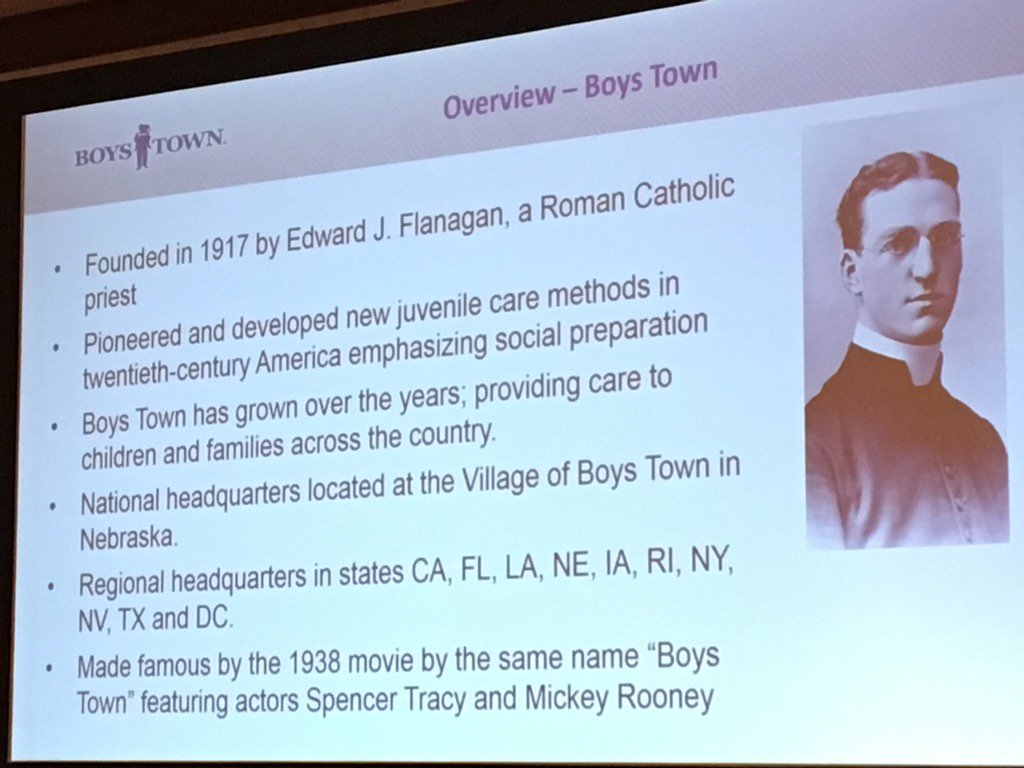 Overview – Boys Town
BOYS TOWN.
• Founded in 1917 by Edward J. Flanagan, a Roman Catholic
priest
• Pioneered and developed new juvenile care methods in
twentieth-century America emphasizing social preparation
• Boys Town has grown over the years; providing care to
children and families across the country.
• National headquarters located at the Village of Boys Town in
Nebraska.
• Regional headquarters in states CA, FL, LA, NE, IA, RI, NY,
NV, TX and DC.
• Made famous by the 1938 movie by the same name “Boys
Town” featuring actors Spencer Tracy and Mickey Rooney